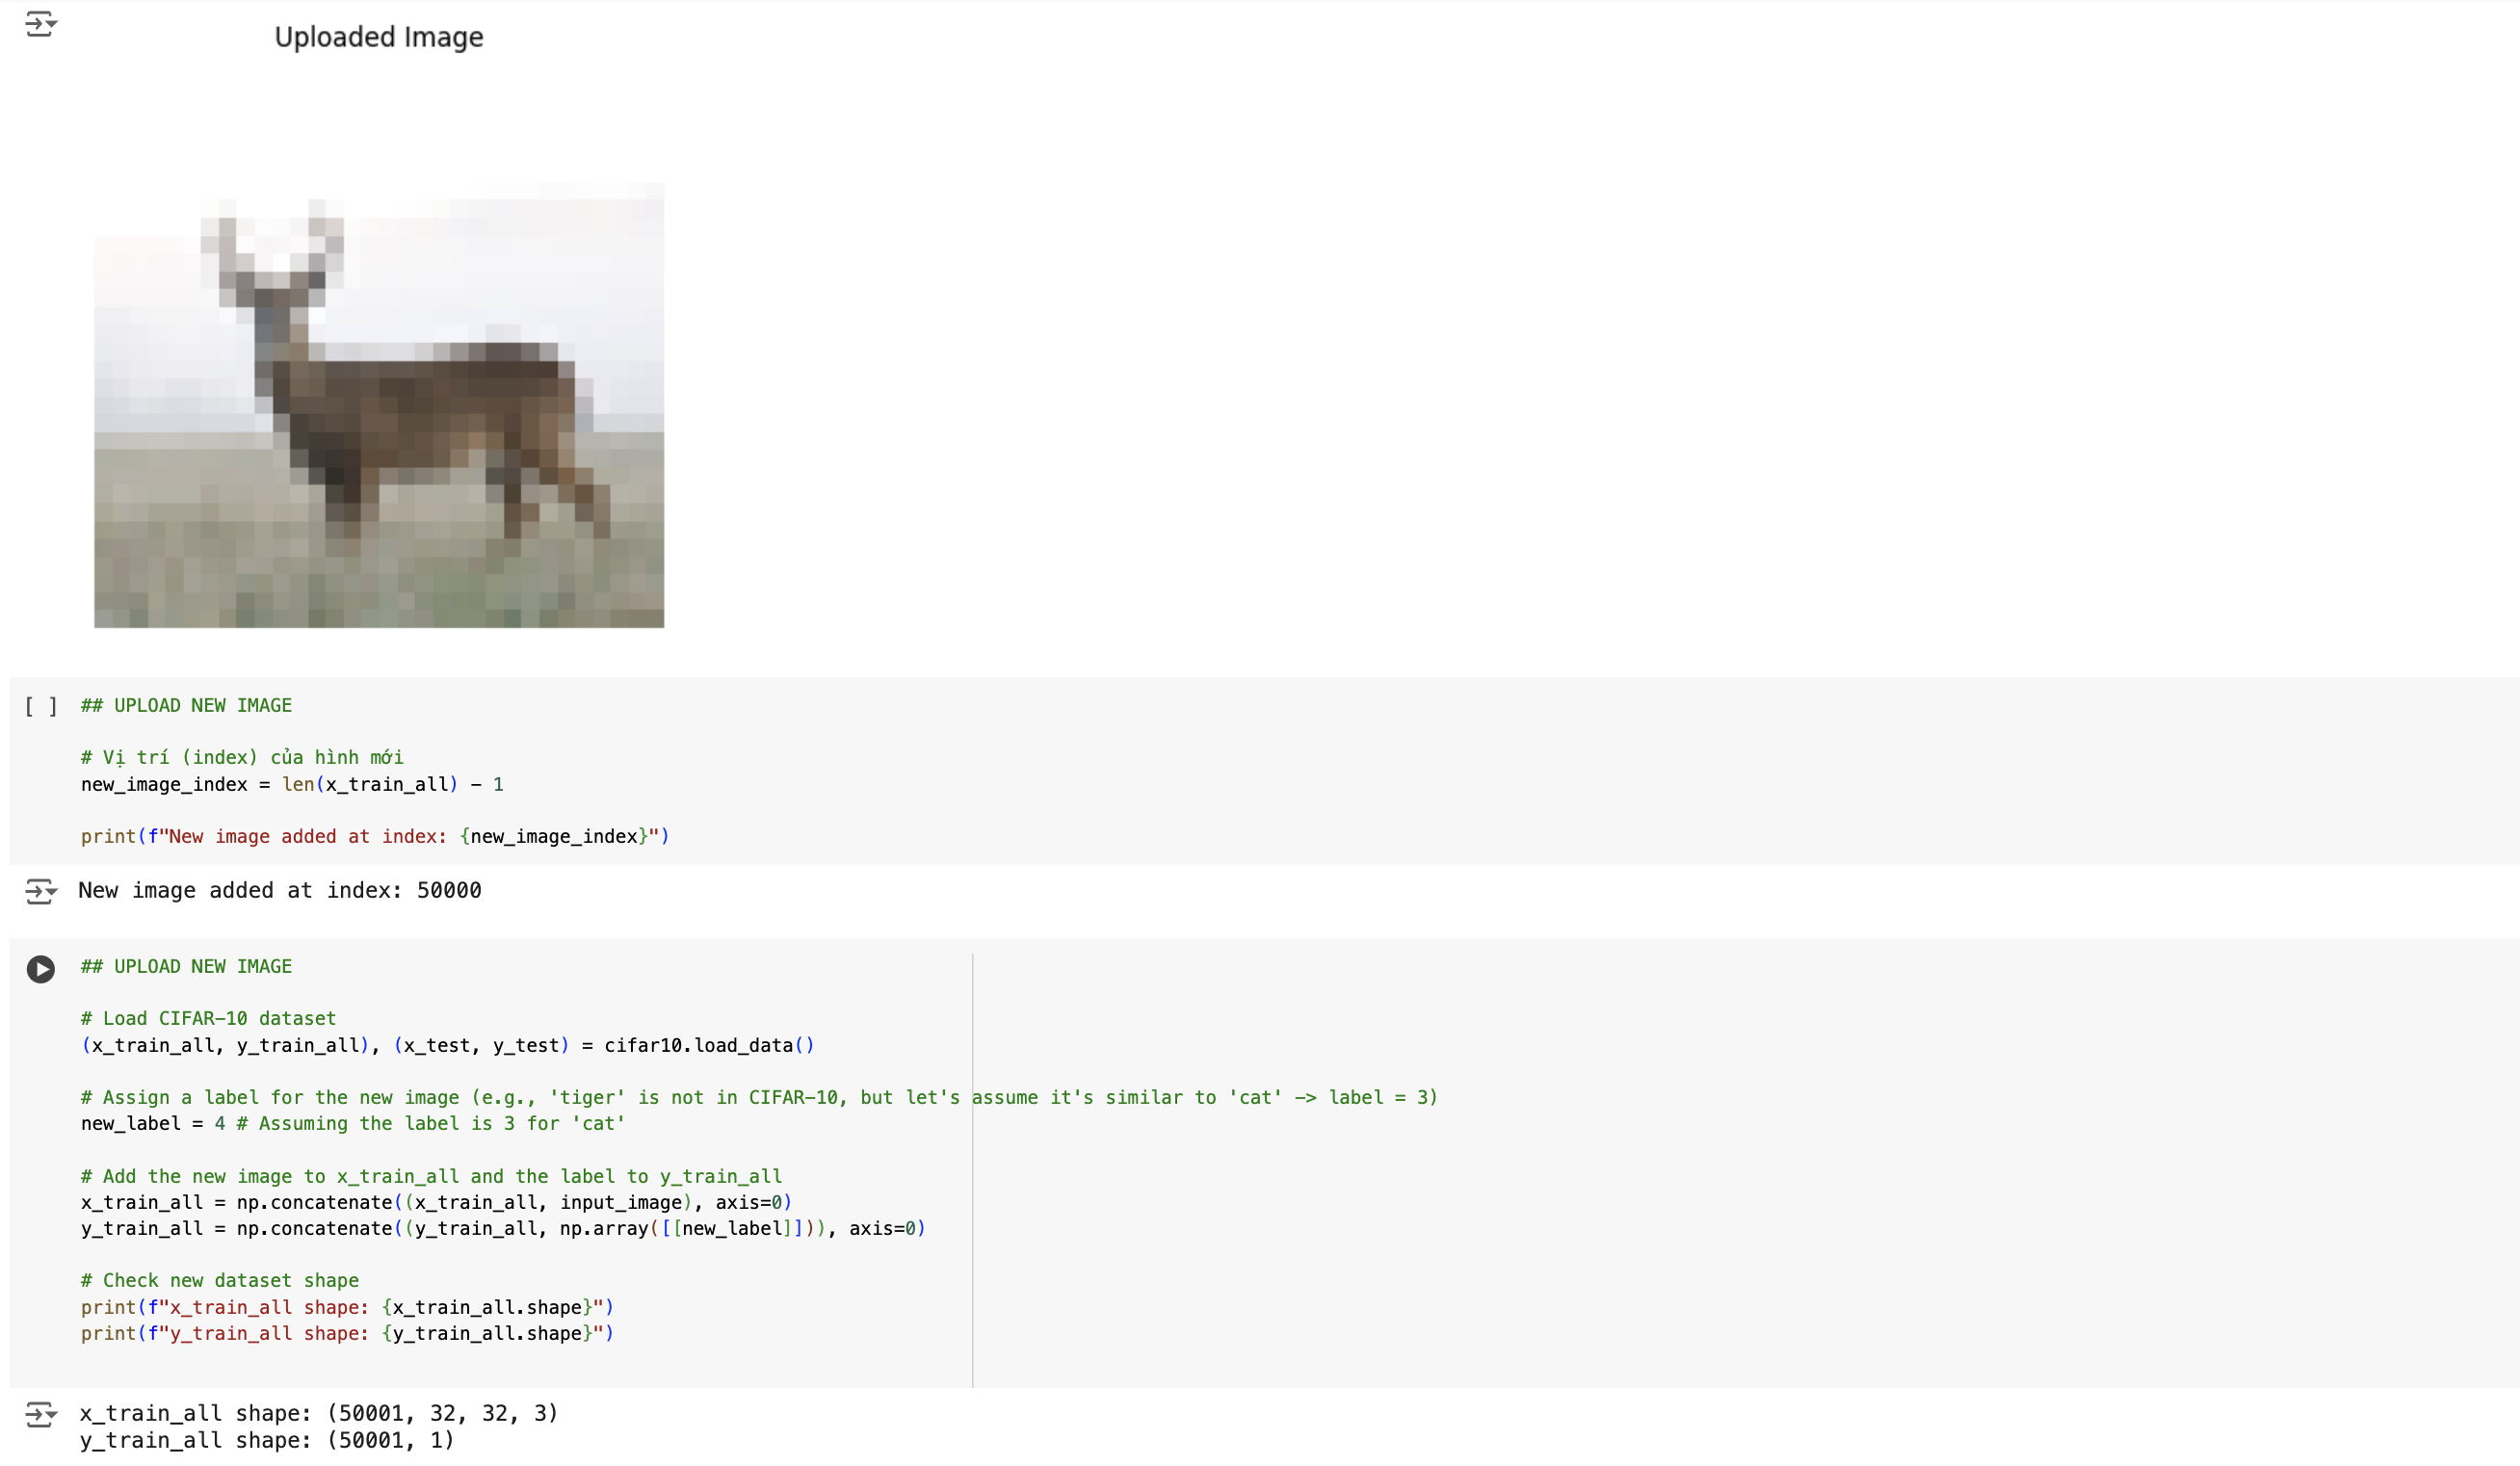 Uploaded Image
[ ] ## UPLOAD NEW IMAGE
# Vị trí (index) của hình mới
new_image_index = len(x_train_all) - 1
print(f"New image added at index: {new_image_index}")
New image added at index: 50000
## UPLOAD NEW IMAGE
# Load CIFAR-10 dataset
(x_train_all, y_train_all), (x_test, y_test) = cifar10.load_data()
# Assign a label for the new image (e.g., 'tiger' is not in CIFAR-10, but let's assume it's similar to 'cat' -> label = 3)
new_label = 4 # Assuming the label is 3 for 'cat'
# Add the new image to x_train_all and the label to y_train_all
x_train_all = np.concatenate((x_train_all, input_image), axis=0)
y_train_all = np.concatenate((y_train_all, np.array([[new_label]])), axis=0)
# Check new dataset shape
print(f"x_train_all shape: {x_train_all.shape}")
print(f"y_train_all shape: {y_train_all.shape}")
x_train_all shape: (50001, 32, 32, 3)
y_train_all shape: (50001, 1)